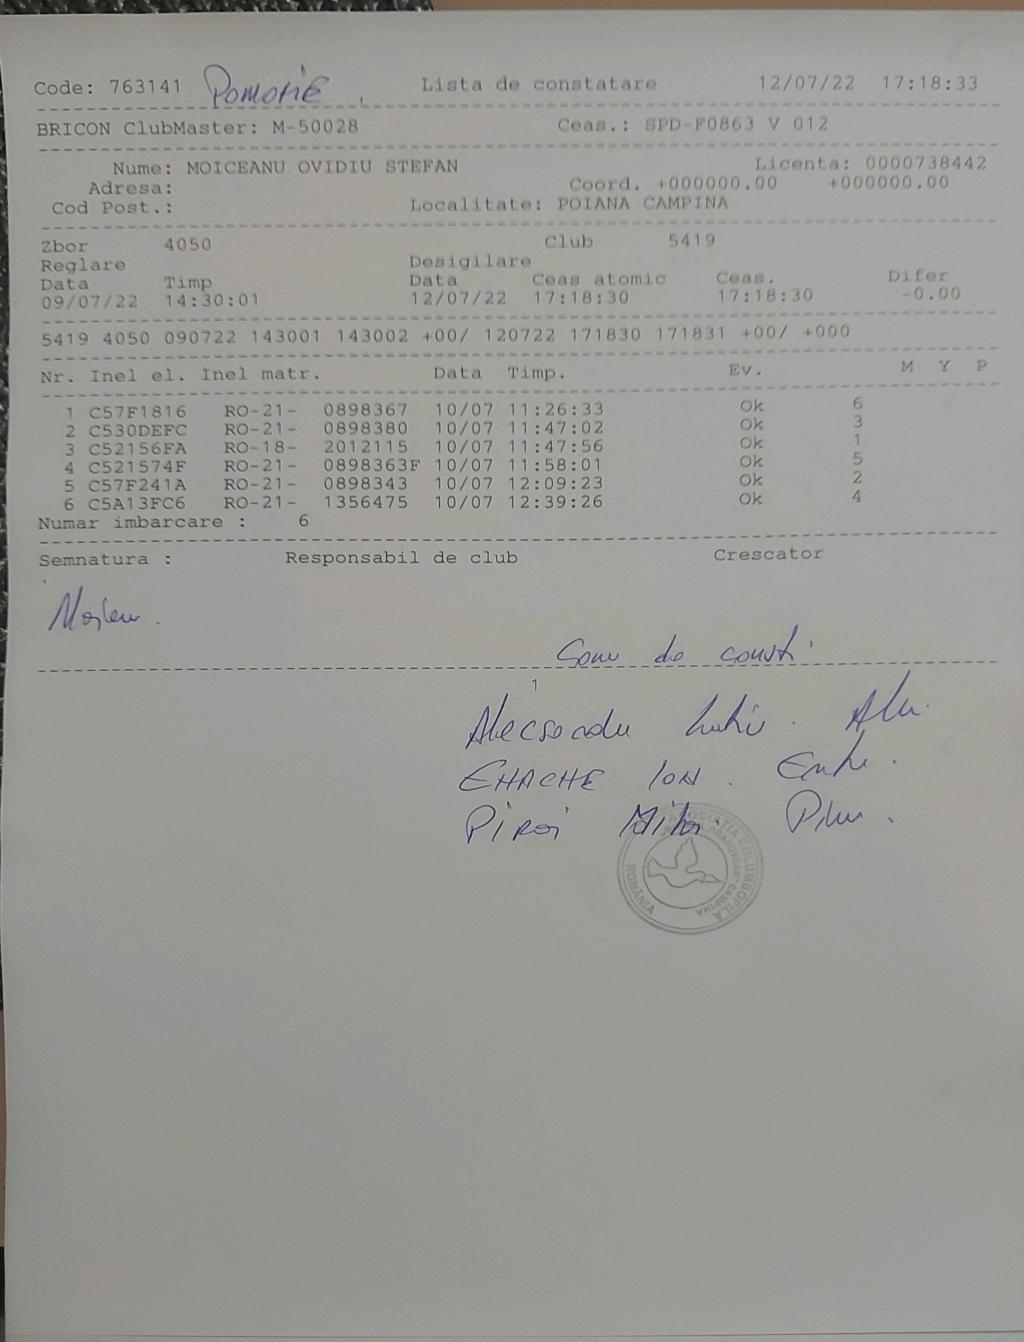 Code: 763141 Pomorie Lista de constatare 12/07/22 17:18:33
BRICON ClubMaster: M-50028 Ceas.: SPD-F0863 V 012
Nume: MOICEANU OVIDIU STEFAN Licenta: 0000738442
Adresa: Coord. +000000.00 +000000.00
Cod Post.: Localitate: POIANA CAMPINA
Zbor 4050 Club 5419
Reglare Desigilare
Data Timp Data Ceas atomic Ceas. Difer
09/07/22 14:30:01 12/07/22 17:18:30 17:18:30 -0.00
5419 4050 090722 143001 143002 +00/ 120722 171830 171831 +00/ +000
Nr. Inel el. Inel matr. Data Timp. Ev. M Y P
1 C57F1816 RO-21- 0898367 10/07 11:26:33 Ok 6
2 C530DEFC RO-21- 0898380 10/07 11:47:02 Ok 3
3 C52156FA RO-18- 2012115 10/07 11:47:56 Ok 1
4 C521574F RO-21- 0898363F 10/07 11:58:01 Ok 5
5 C57F241A RO-21- 0898343 10/07 12:09:23 Ok 2
6 C5A13FC6 RO-21- 1356475 10/07 12:39:26 Ok 4
Numar imbarcare : 6
Semnatura : Responsabil de club Crescator
de
1
ENACHE ION
Piroi
ASOCIATIA COLUMBOFILA
CAMPINA
ROMÂNIA